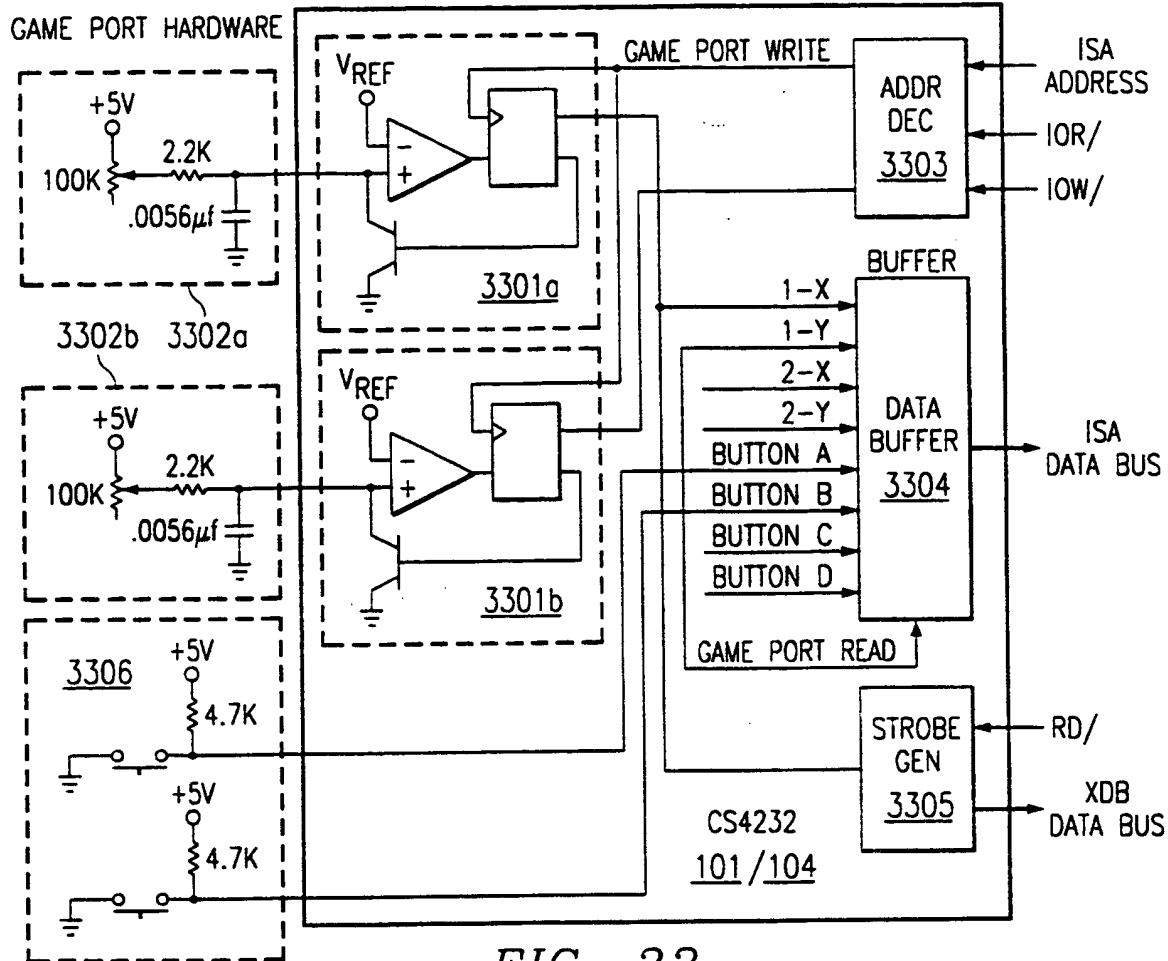 GAME PORT HARDWARE
+5V
100K
2.2K
.0056µf
3302a
3302b
+5V
100K
2.2K
.0056µf
3306
+5V
4.7K
+5V
4.7K
VREF
-
+
3301a
VREF
-
+
3301b
GAME PORT WRITE
ADDR
DEC
3303
ISA
ADDRESS
IOR/
IOW/
BUFFER
1-X
1-Y
2-X
2-Y
BUTTON A
BUTTON B
BUTTON C
BUTTON D
DATA
BUFFER
3304
ISA
DATA BUS
GAME PORT READ
STROBE
GEN
3305
RD/
XDB
DATA BUS
CS4232
101/104